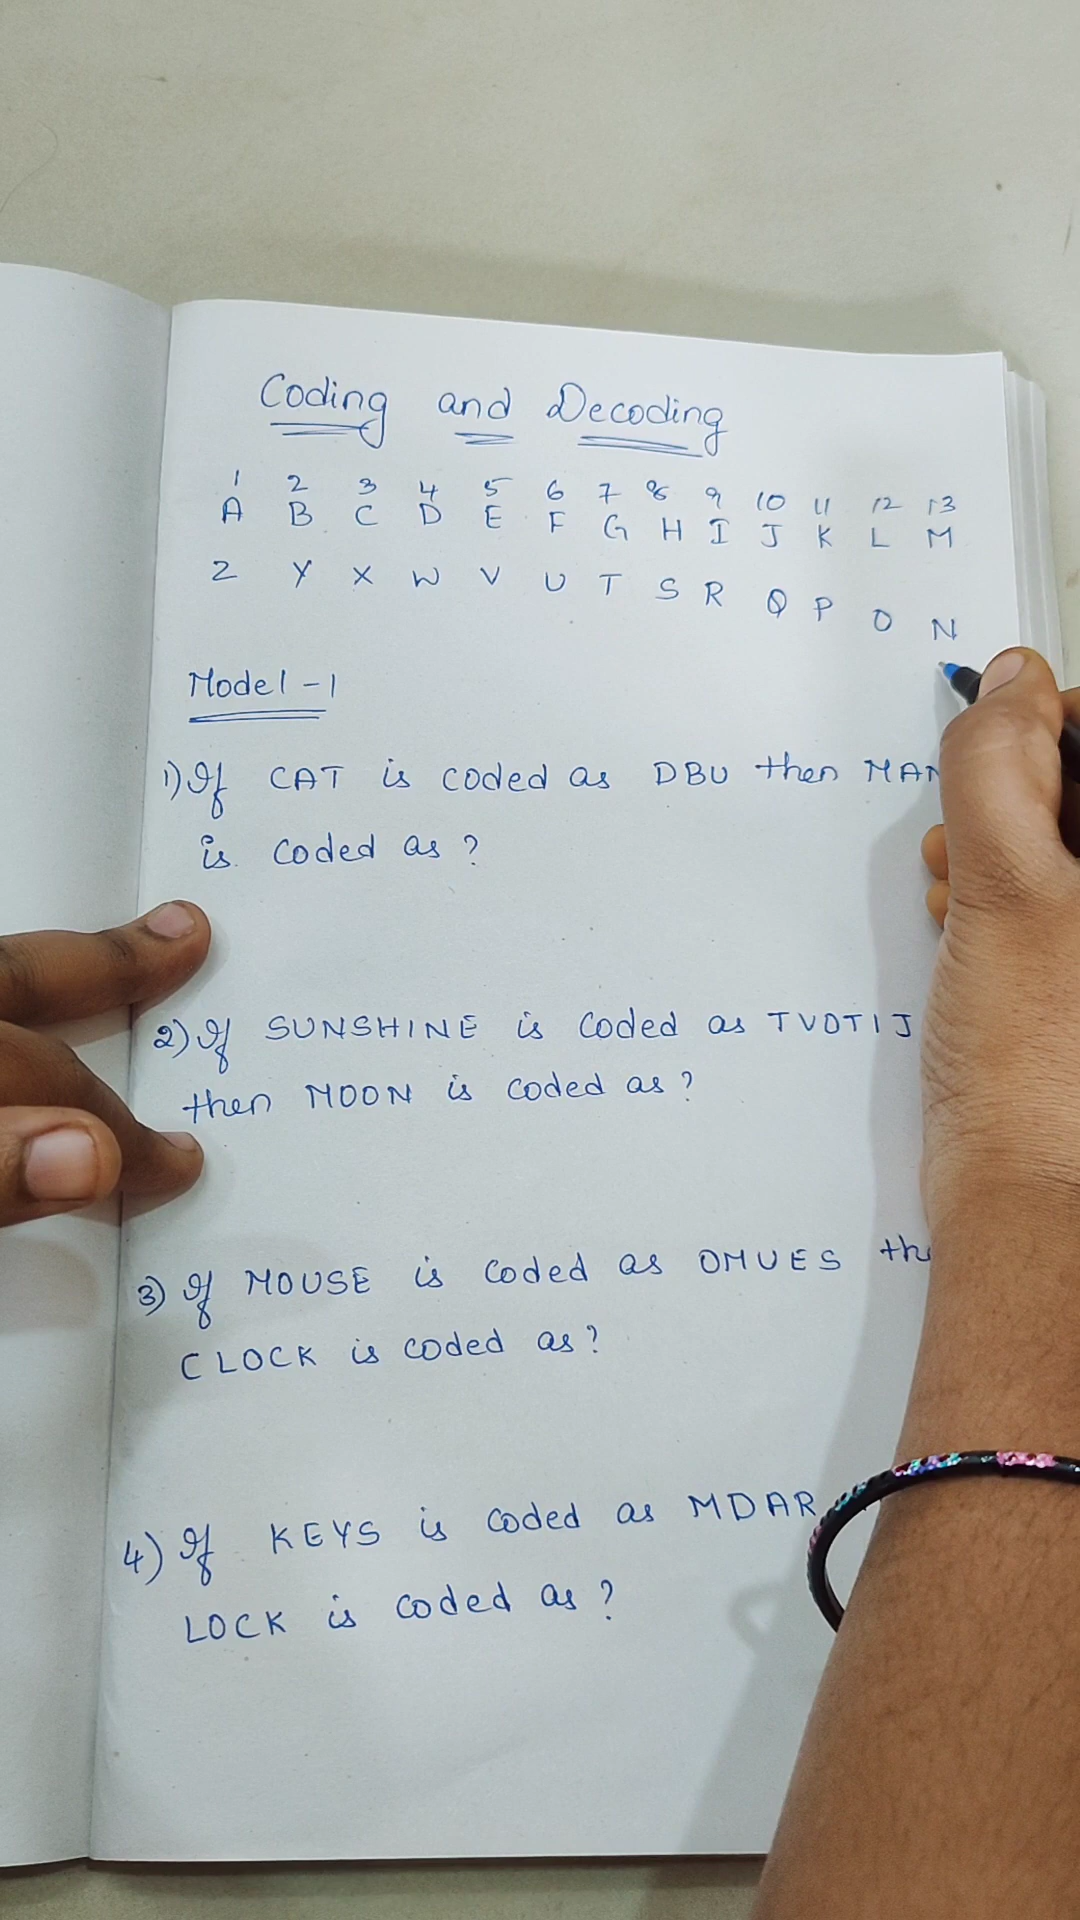 Coding and Decoding
1 2 3 4 5 6 7 8 9 10 11 12 13
A B C D E F G H I J K L M
Z Y X W V U T S R Q P O N
Model-1
1) If CAT is coded as DBU then MAN
is coded as?
2) If SUNSHINE is coded as TVOTIJ
then MOON is coded as?
3) If MOUSE is coded as OMUES
CLOCK is coded as?
4) If KEYS is coded as MDAR
LOCK is coded as?